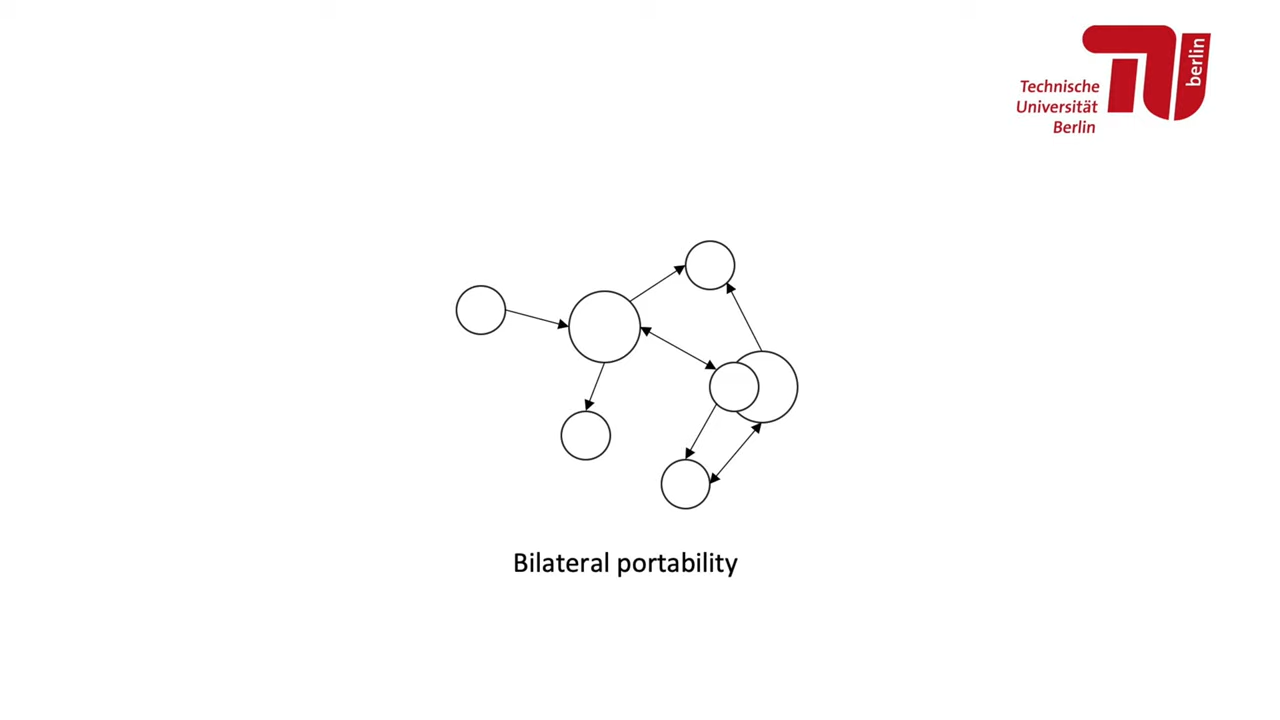 berlin
Technische
Universität
Berlin
Bilateral portability